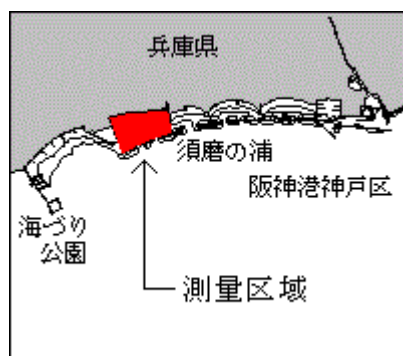 兵庫県
須磨の浦
阪神港神戸区
海づり
公園
測量区域